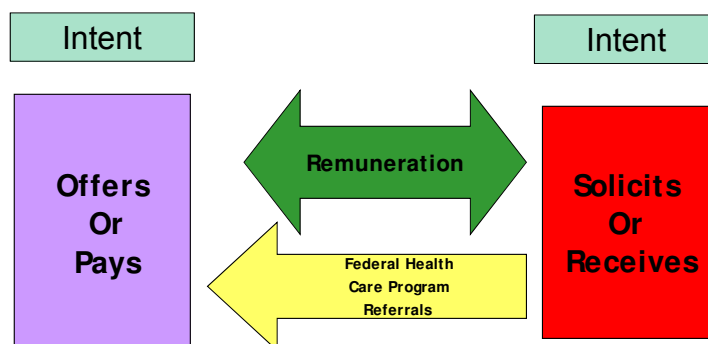 Intent
Intent
Offers
Or
Pays
Remuneration
Solicits
Or
Receives
Federal Health
Care Program
Referrals